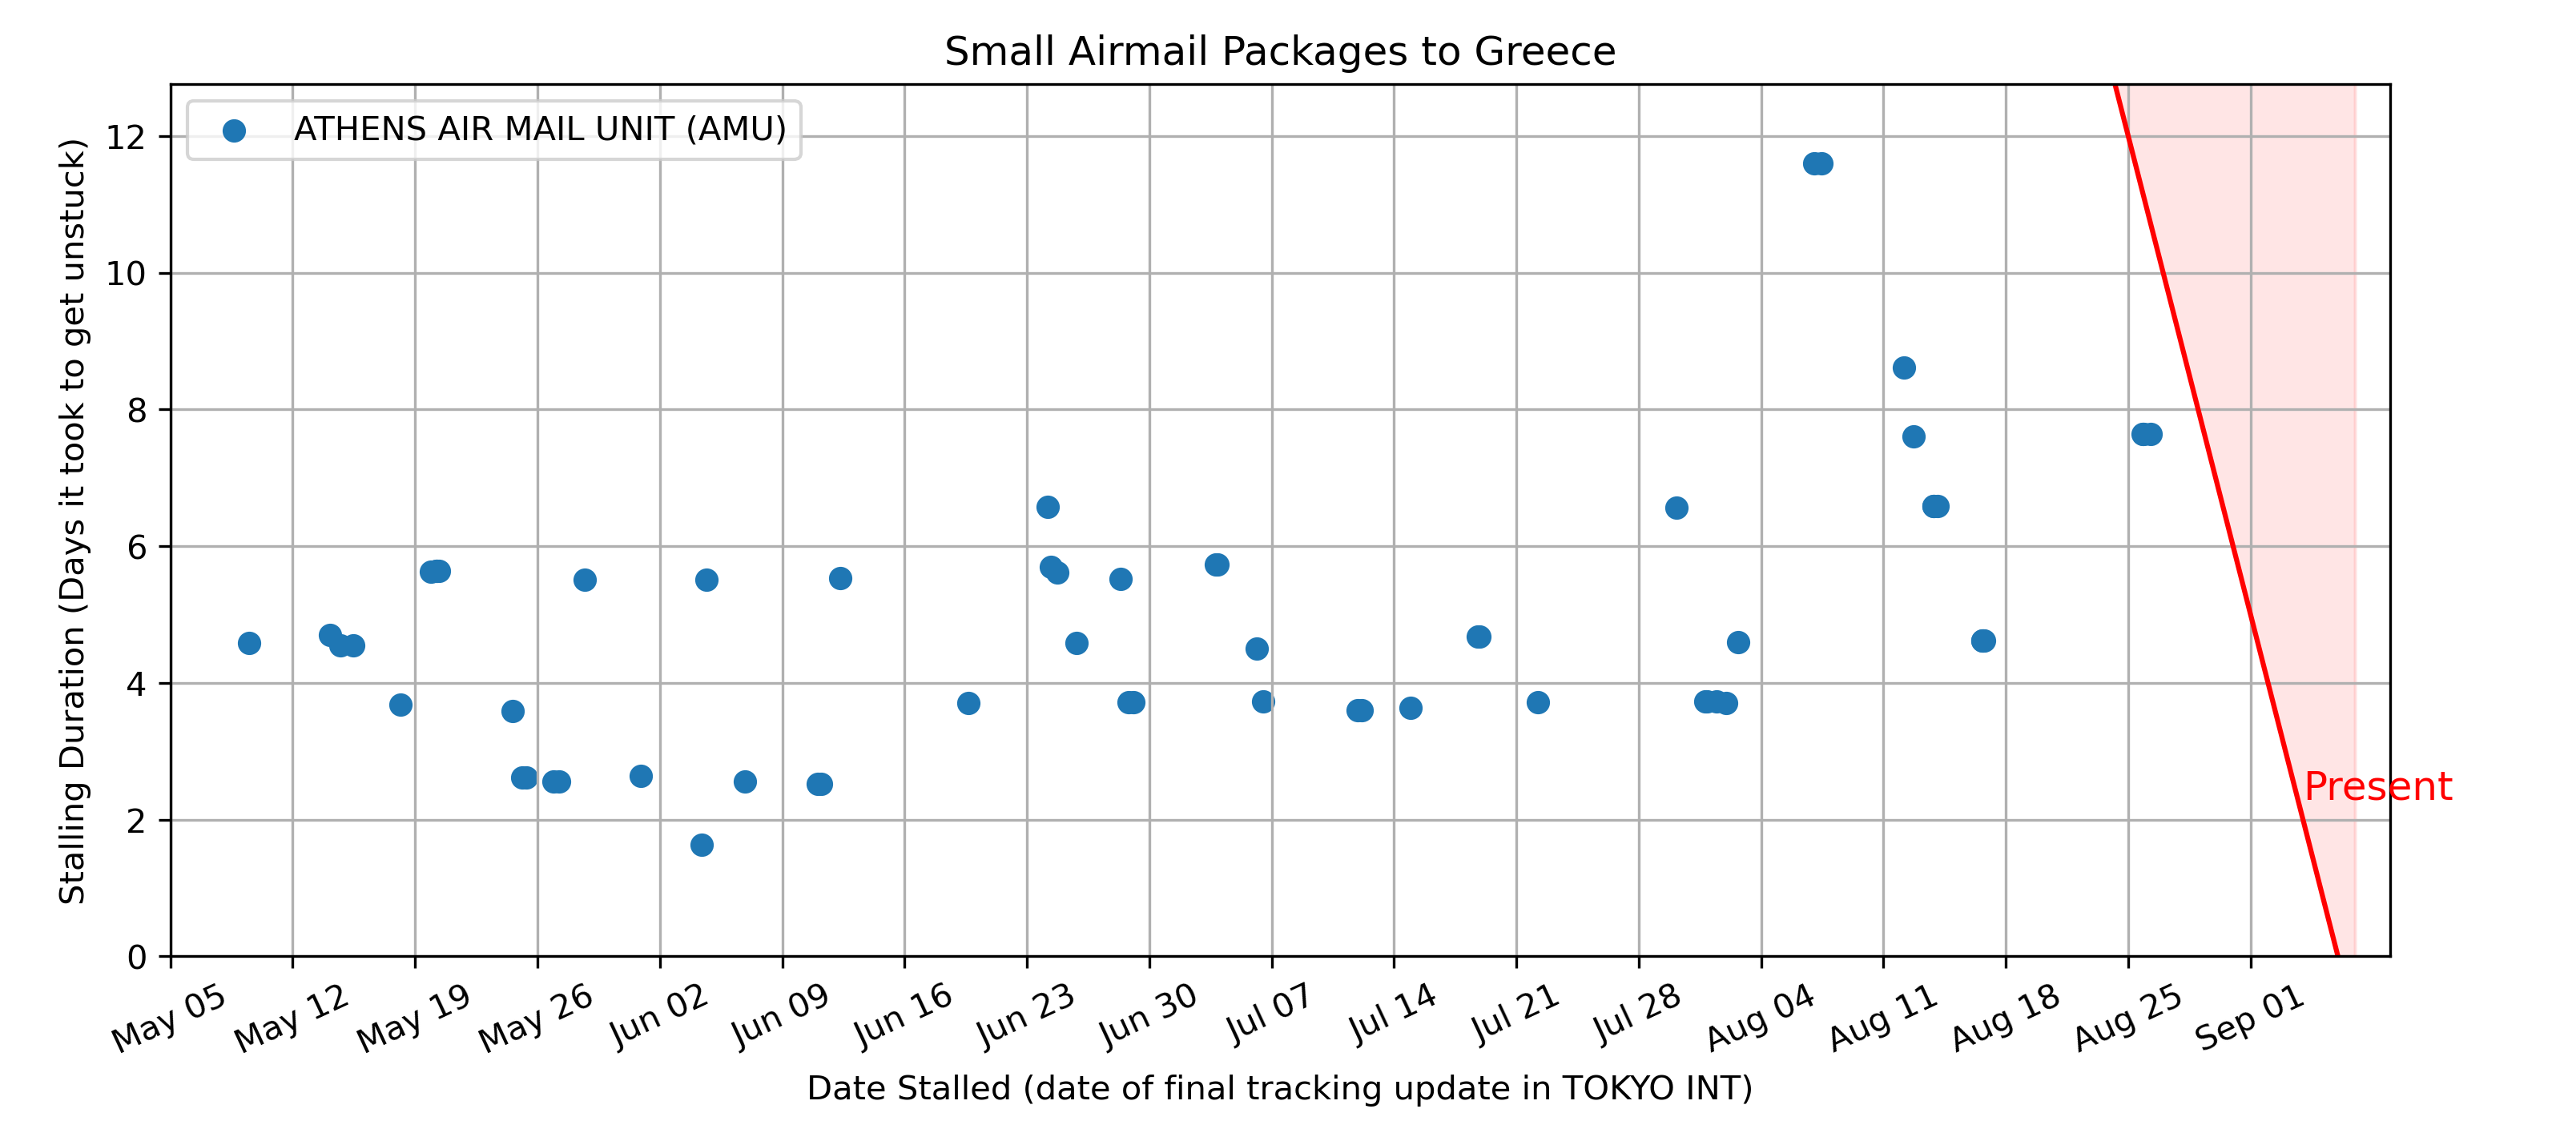 Small Airmail Packages to Greece
ATHENS AIR MAIL UNIT (AMU)
Stalling Duration (Days it took to get unstuck)
12
10
8
6
4
2
0
Present
May 05
May 12
May 19
May 26
Jun 02
Jun 09
Jun 16
Jun 23
Jun 30
Jul 07
Jul 14
Jul 21
Jul 28
Aug 04
Aug 11
Aug 18
Aug 25
Sep 01
Date Stalled (date of final tracking update in TOKYO INT)